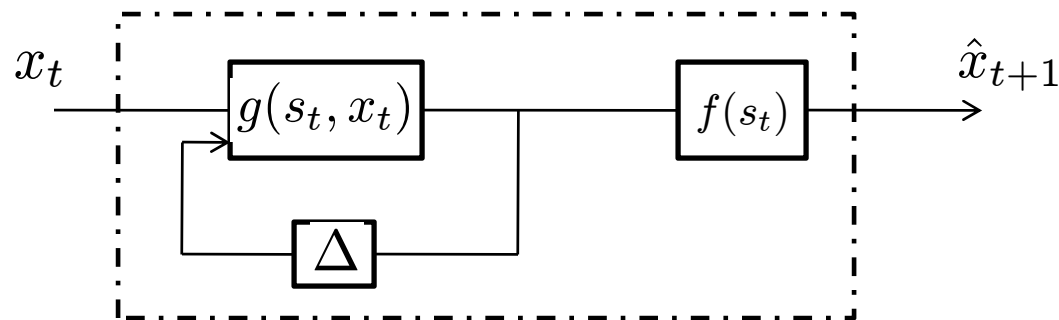 x_t
x̂_{t+1}
g(s_t, x_t)
f(s_t)
Δ